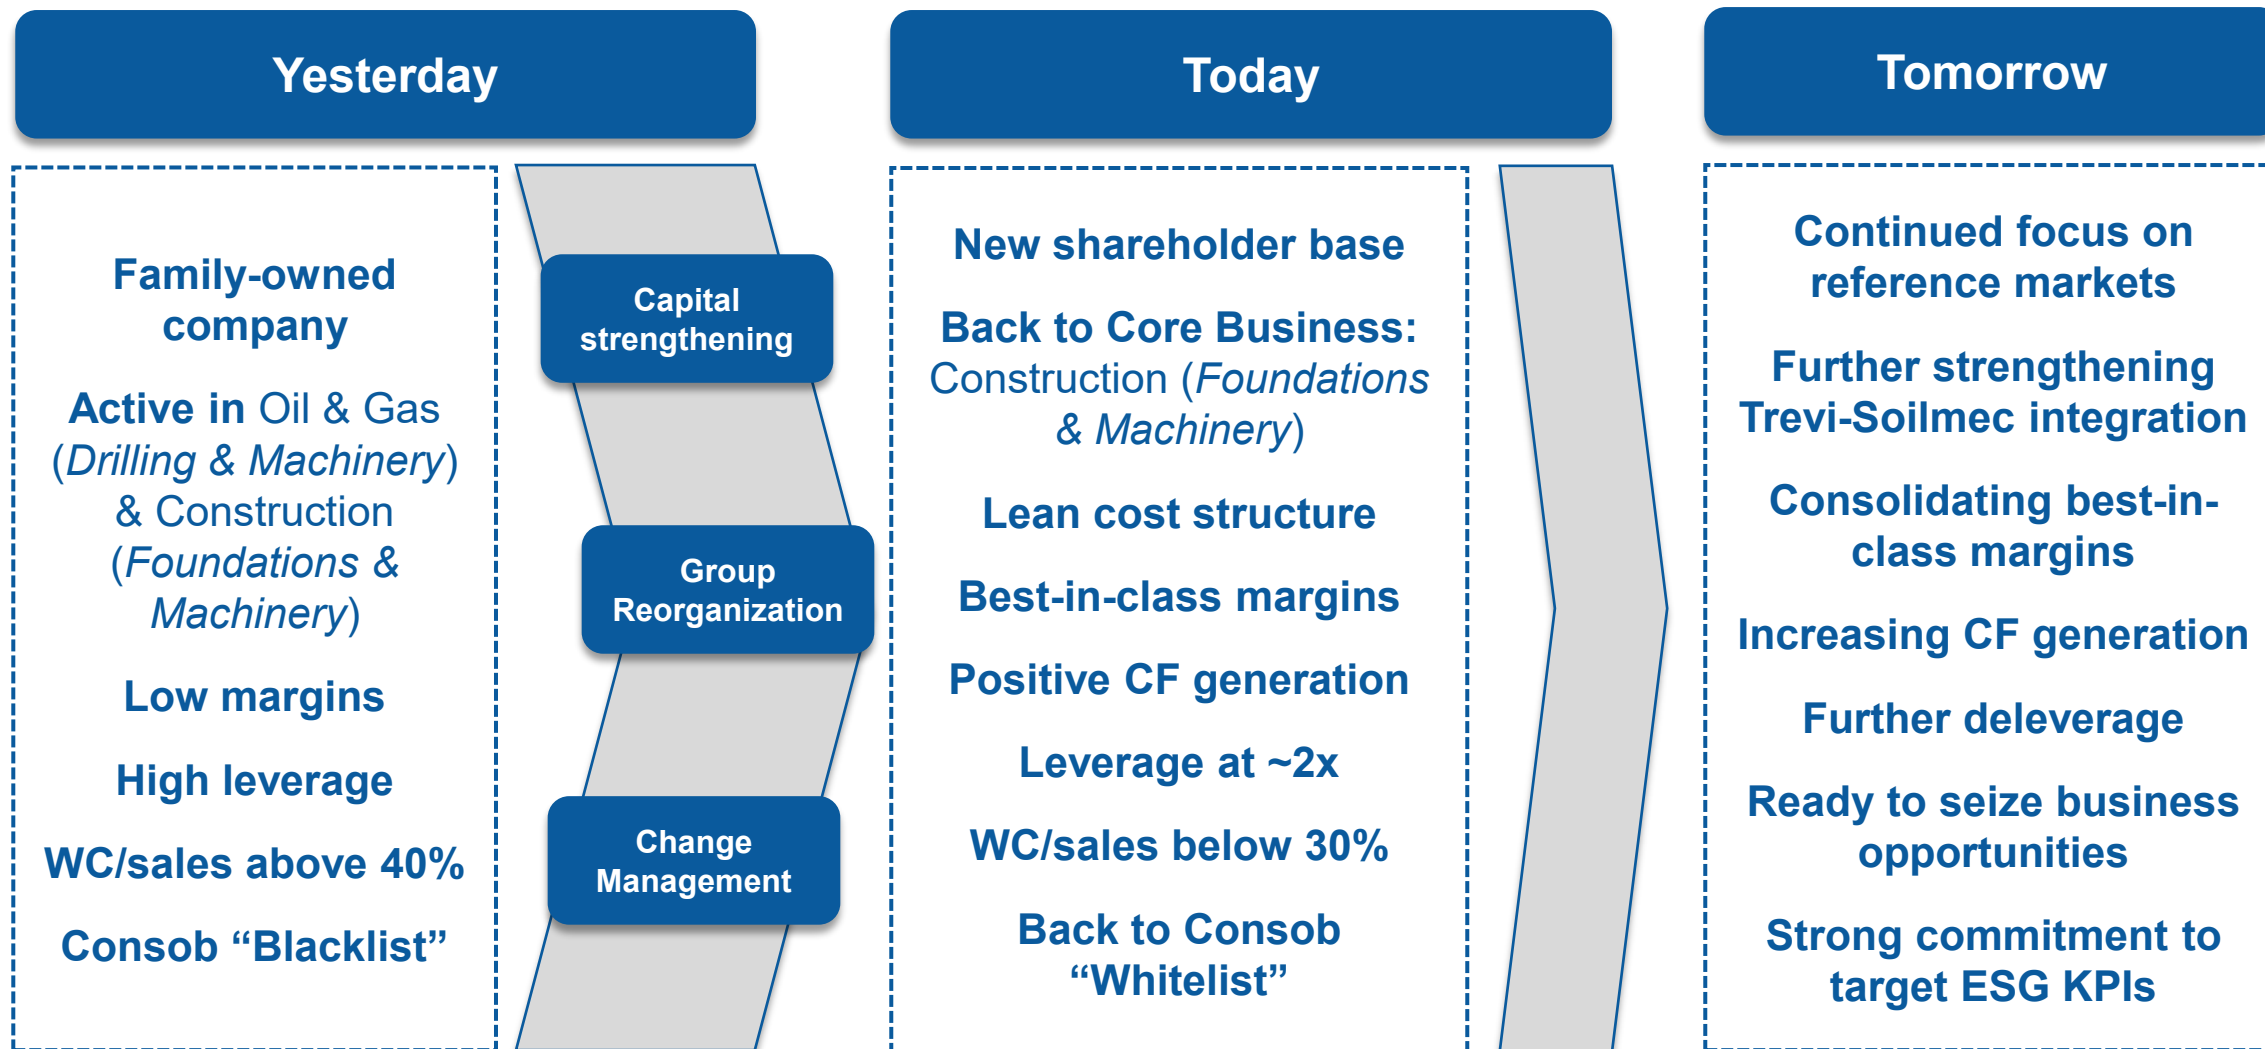 Yesterday
Today
Tomorrow
Family-owned
company
Active in Oil & Gas
(Drilling & Machinery)
& Construction
(Foundations &
Machinery)
Low margins
High leverage
WC/sales above 40%
Consob “Blacklist”
Capital
strengthening
Group
Reorganization
Change
Management
New shareholder base
Back to Core Business:
Construction (Foundations
& Machinery)
Lean cost structure
Best-in-class margins
Positive CF generation
Leverage at ~2x
WC/sales below 30%
Back to Consob
“Whitelist”
Continued focus on
reference markets
Further strengthening
Trevi-Soilmec integration
Consolidating best-in-
class margins
Increasing CF generation
Further deleverage
Ready to seize business
opportunities
Strong commitment to
target ESG KPIs